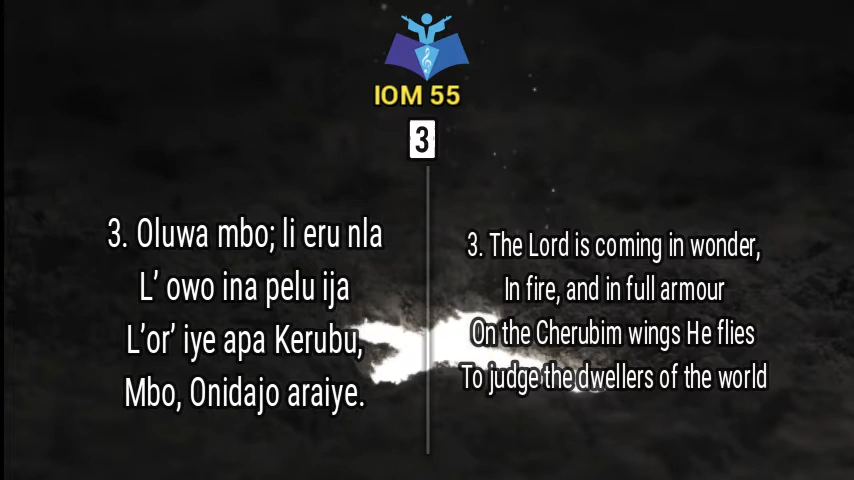 IOM 55
3
3. Oluwa mbo; li eru nla
L’ owo ina pelu ija
L’or’ iye apa Kerubu,
Mbo, Onidajo araiye.
3. The Lord is coming in wonder,
In fire, and in full armour
On the Cherubim wings He flies
To judge the dwellers of the world